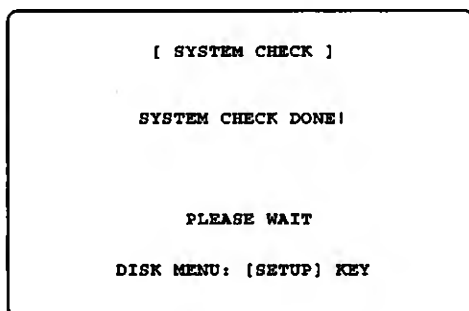 [ SYSTEM CHECK ]
SYSTEM CHECK DONE!
PLEASE WAIT
DISK MENU: [SETUP] KEY